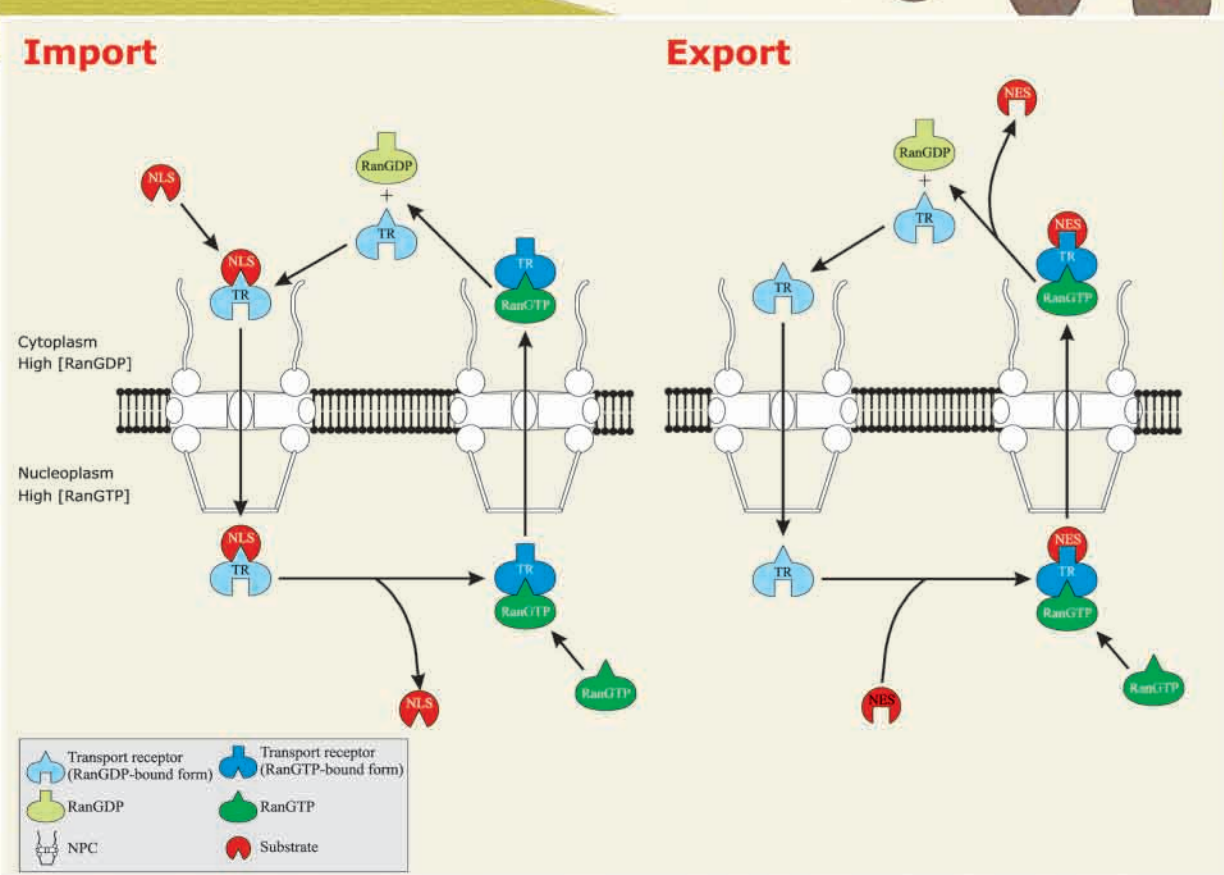 Import
NLS
RanGDP
+
TR
NLS
TR
TR
RanGTP
Cytoplasm
High [RanGDP]
Nucleoplasm
High [RanGTP]
NLS
TR
TR
RanGTP
RanGTP
NLS
Export
NES
RanGDP
+
TR
NES
TR
RanGTP
TR
TR
NES
TR
RanGTP
RanGTP
NES
Transport receptor
(RanGDP-bound form)
Transport receptor
(RanGTP-bound form)
RanGDP
RanGTP
NPC
Substrate